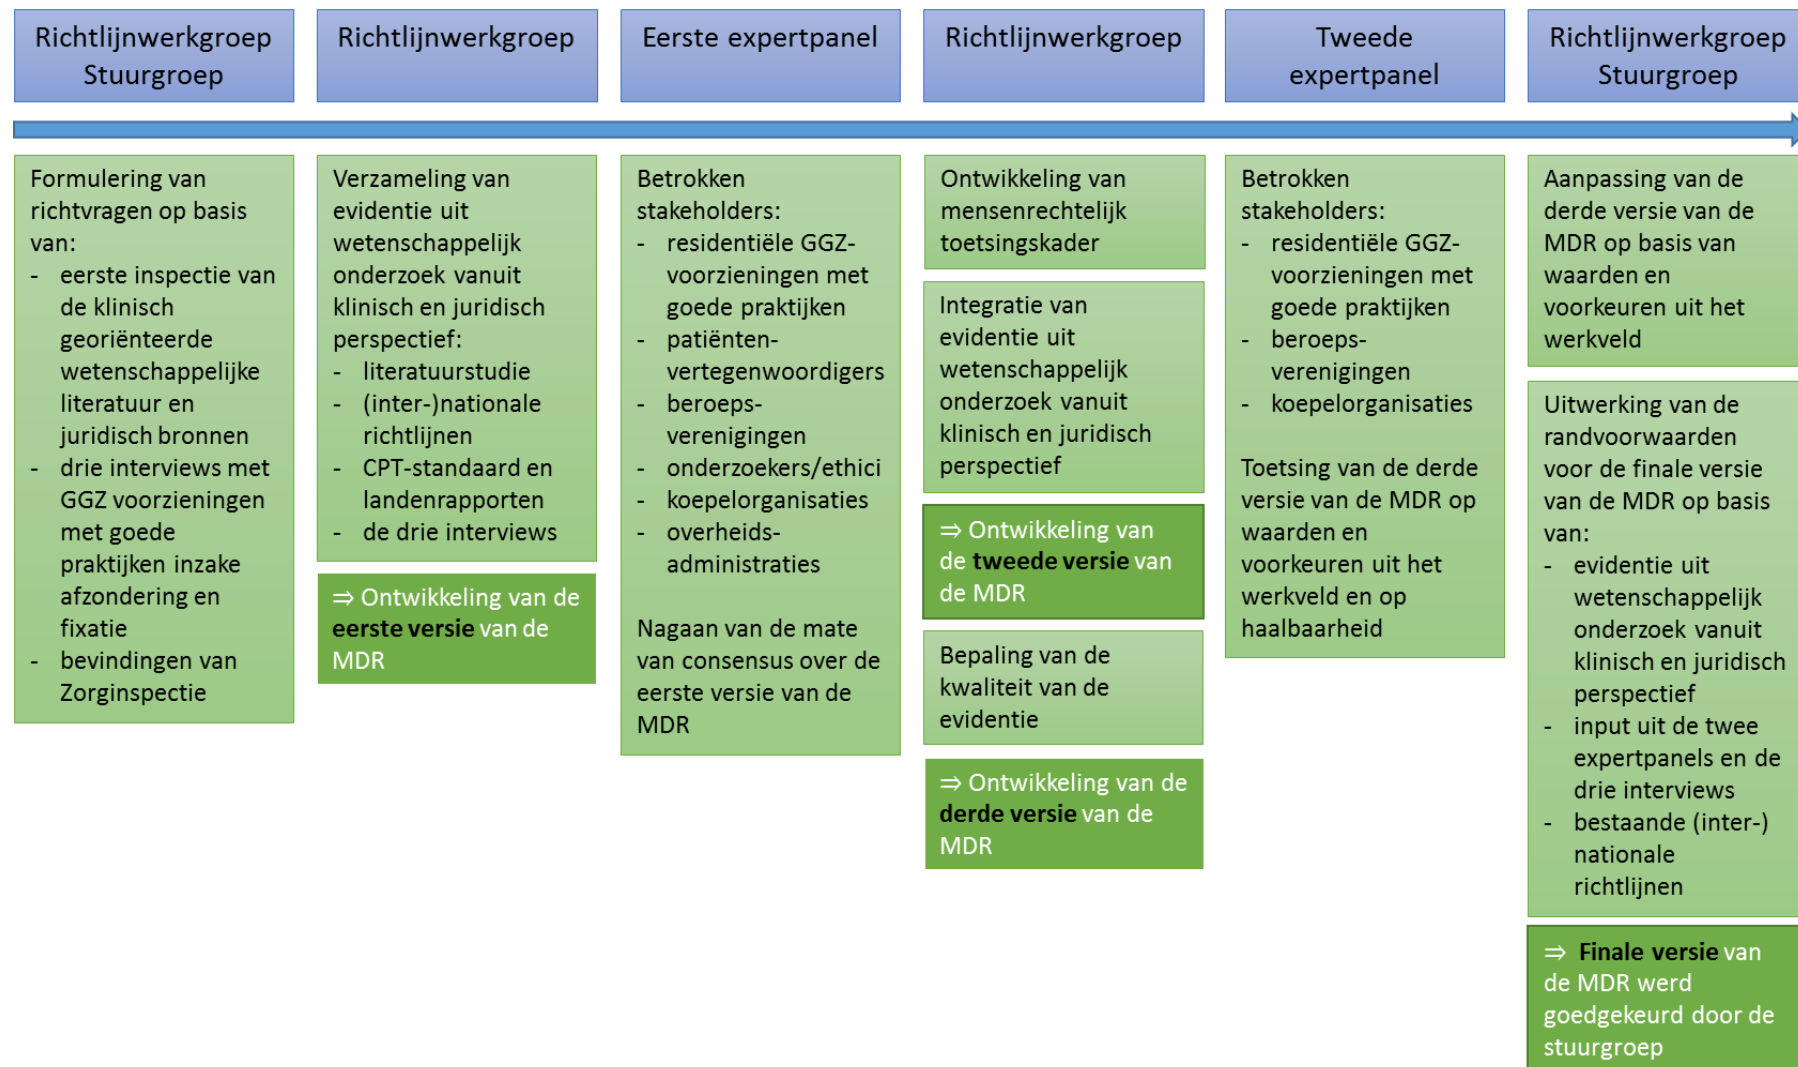 Richtlijnwerkgroep
Stuurgroep
Richtlijnwerkgroep
Eerste expertpanel
Richtlijnwerkgroep
Tweede
expertpanel
Richtlijnwerkgroep
Stuurgroep
Formulering van
richtvragen op basis
van:
- eerste inspectie van
de klinisch
georiënteerde
wetenschappelijke
literatuur en
juridisch bronnen
- drie interviews met
GGZ voorzieningen
met goede
praktijken inzake
afzondering en
fixatie
- bevindingen van
Zorginspectie
Verzameling van
evidentie uit
wetenschappelijk
onderzoek vanuit
klinisch en juridisch
perspectief:
- literatuurstudie
- (inter-)nationale
richtlijnen
- CPT-standaard en
landenrapporten
- de drie interviews
⇒ Ontwikkeling van de
eerste versie van de
MDR
Betrokken
stakeholders:
- residentiële GGZ-
voorzieningen met
goede praktijken
- patiënten-
vertegenwoordigers
- beroeps-
verenigingen
- onderzoekers/ethici
- koepelorganisaties
- overheids-
administraties
Nagaan van de mate
van consensus over de
eerste versie van de
MDR
Ontwikkeling van
mensenrechtelijk
toetsingskader
Integratie van
evidentie uit
wetenschappelijk
onderzoek vanuit
klinisch en juridisch
perspectief
⇒ Ontwikkeling van
de tweede versie van
de MDR
Bepaling van de
kwaliteit van de
evidentie
⇒ Ontwikkeling van de
derde versie van de
MDR
Betrokken
stakeholders:
- residentiële GGZ-
voorzieningen met
goede praktijken
- beroeps-
verenigingen
- koepelorganisaties
Toetsing van de derde
versie van de MDR op
waarden en
voorkeuren uit het
werkveld en op
haalbaarheid
Aanpassing van de
derde versie van de
MDR op basis van
waarden en
voorkeuren uit het
werkveld
Uitwerking van de
randvoorwaarden
voor de finale versie
van de MDR op basis
van:
- evidentie uit
wetenschappelijk
onderzoek vanuit
klinisch en juridisch
perspectief
- input uit de twee
expertpanels en de
drie interviews
- bestaande (inter-)
nationale
richtlijnen
⇒ Finale versie van
de MDR werd
goedgekeurd door de
stuurgroep